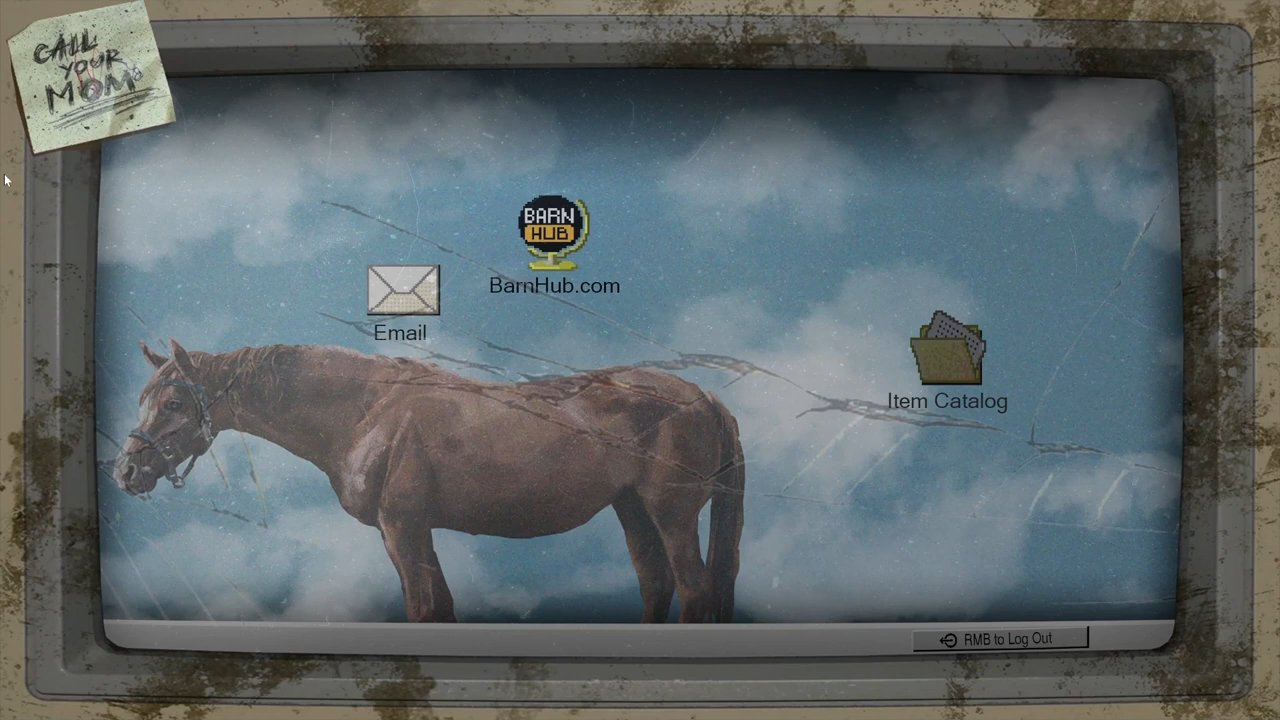 CALL
YOUR
MOM
BARN
HUB
BarnHub.com
Email
Item Catalog
RMB to Log Out